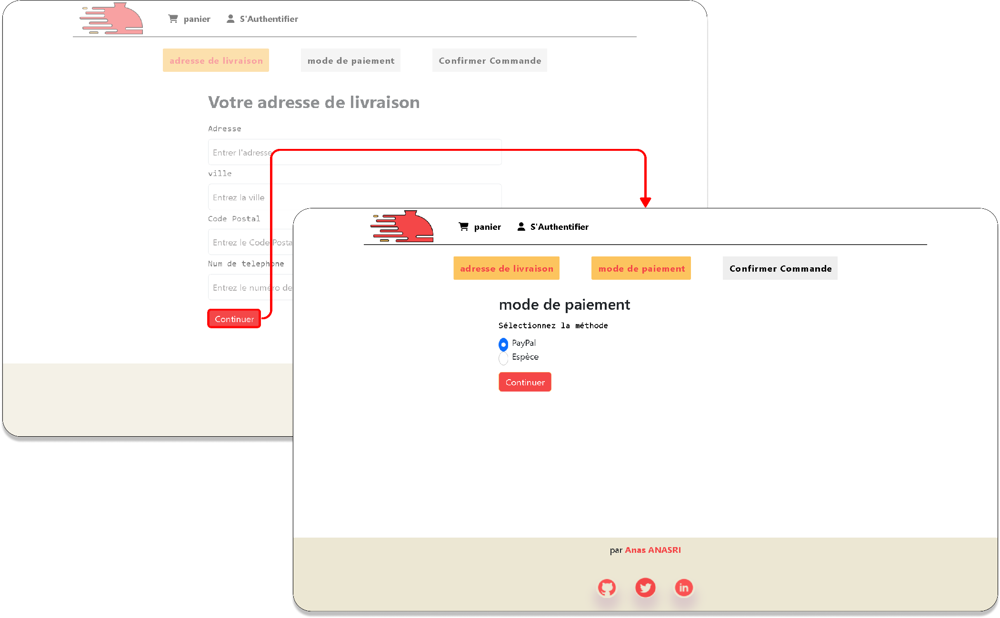 panier S'Authentifier
adresse de livraison mode de paiement Confirmer Commande
Votre adresse de livraison
Adresse
Entrer l'adresse
ville
Entrez la ville
Code Postal
Entrez le Code Posta
Num de telephone
Entrez le numéro de
Continuer
panier S'Authentifier
adresse de livraison mode de paiement Confirmer Commande
mode de paiement
Sélectionnez la méthode
PayPal
Espèce
Continuer
par Anas ANASRI
in